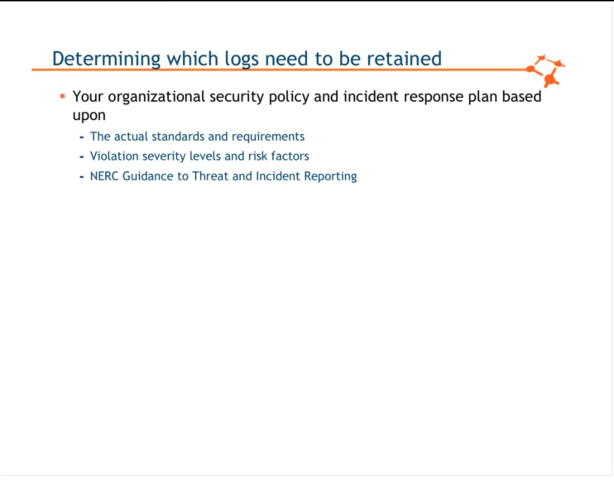 Determining which logs need to be retained
• Your organizational security policy and incident response plan based
upon
- The actual standards and requirements
- Violation severity levels and risk factors
- NERC Guidance to Threat and Incident Reporting